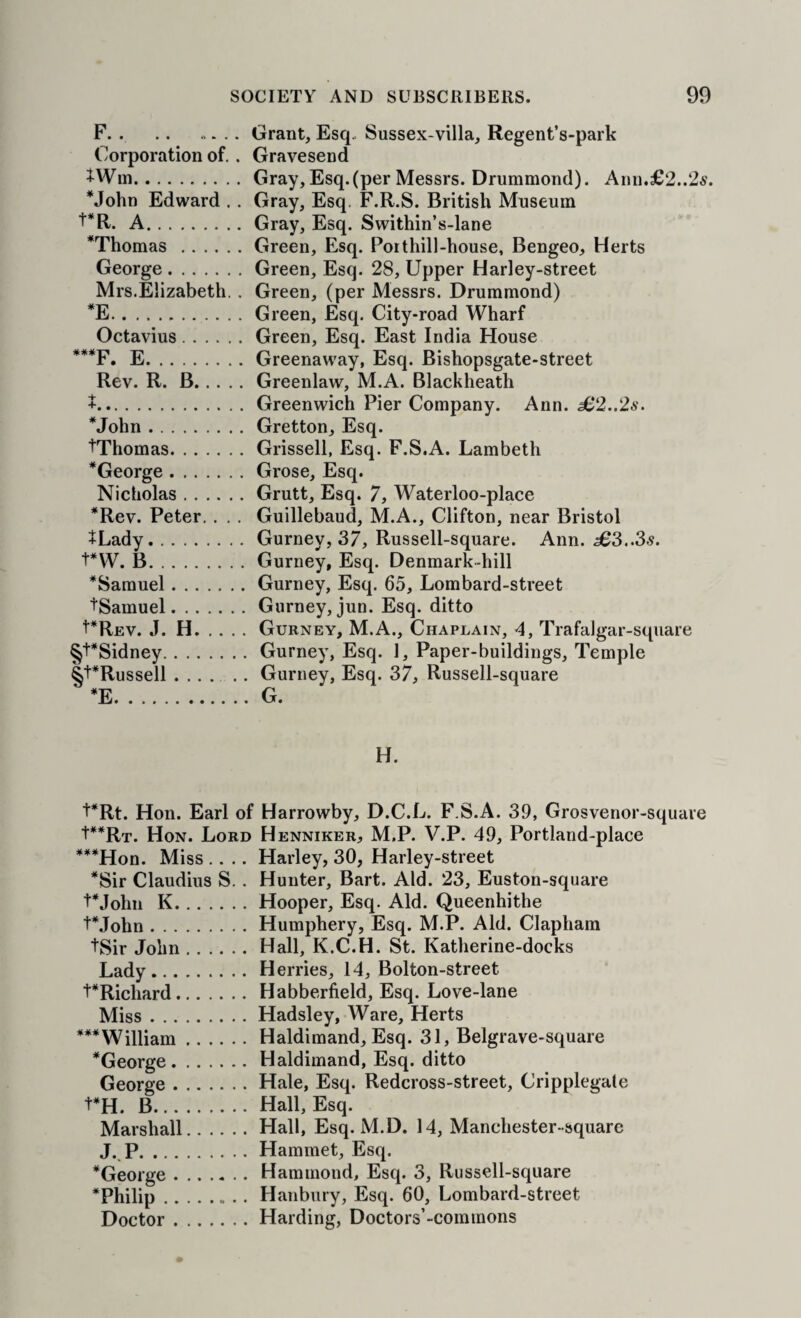 SOCIETY AND SUBSCRIBERS. 99
F. . . . . . . . Grant, Esq. Sussex-villa, Regent's-park
Corporation of. . Gravesend
‡Wm. . . . . . . . . . Gray, Esq. (per Messrs. Drummond). Ann. £2..2s.
*John Edward . . Gray, Esq. F.R.S. British Museum
†*R. A. . . . . . . . . Gray, Esq. Swithin's-lane
*Thomas . . . . . . Green, Esq. Porthill-house, Bengeo, Herts
George . . . . . . . Green, Esq. 28, Upper Harley-street
Mrs. Elizabeth. . Green, (per Messrs. Drummond)
*E. . . . . . . . . . . . Green, Esq. City-road Wharf
Octavius . . . . . . Green, Esq. East India House
***F. E. . . . . . . . . Greenaway, Esq. Bishopsgate-street
Rev. R. B. . . . . Greenlaw, M.A. Blackheath
‡. . . . . . . . . . . . . . Greenwich Pier Company. Ann. £2..2s.
*John . . . . . . . . . Gretton, Esq.
†Thomas. . . . . . . Grissell, Esq. F.S.A. Lambeth
*George . . . . . . . Grose, Esq.
Nicholas . . . . . . Grutt, Esq. 7, Waterloo-place
*Rev. Peter. . . . Guillebaud, M.A., Clifton, near Bristol
‡Lady . . . . . . . . . Gurney, 37, Russell-square. Ann. £3..3s.
†*W. B. . . . . . . . . Gurney, Esq. Denmark-hill
*Samuel . . . . . . . Gurney, Esq. 65, Lombard-street
†Samuel . . . . . . . Gurney, jun. Esq. ditto
†*Rev. J. H. . . . . Gurney, M.A., Chaplain, 4, Trafalgar-square
§†*Sidney. . . . . . . . Gurney, Esq. 1, Paper-buildings, Temple
§†*Russell . . . . . . Gurney, Esq. 37, Russell-square
*E. . . . . . . . . . . . G.
H.
†*Rt. Hon. Earl of Harrowby, D.C.L. F.S.A. 39, Grosvenor-square
†**Rt. Hon. Lord Henniker, M.P. V.P. 49, Portland-place
***Hon. Miss . . . . Harley, 30, Harley-street
*Sir Claudius S. . Hunter, Bart. Ald. 23, Euston-square
†*John K. . . . . . . Hooper, Esq. Ald. Queenhithe
†*John . . . . . . . . . Humphery, Esq. M.P. Ald. Clapham
†Sir John . . . . . . Hall, K.C.H. St. Katherine-docks
Lady . . . . . . . . . Herries, 14, Bolton-street
†*Richard . . . . . . . Habberfield, Esq. Love-lane
Miss . . . . . . . . . Hadsley, Ware, Herts
***William . . . . . . Haldimand, Esq. 31, Belgrave-square
*George . . . . . . . Haldimand, Esq. ditto
George . . . . . . . Hale, Esq. Redcross-street, Cripplegate
†*H. B. . . . . . . . . Hall, Esq.
Marshall . . . . . . Hall, Esq. M.D. 14, Manchester-square
J. P. . . . . . . . . . Hammet, Esq.
*George . . . . . . . Hammond, Esq. 3, Russell-square
*Philip . . . . . . . . Hanbury, Esq. 60, Lombard-street
Doctor . . . . . . . Harding, Doctors'-commons